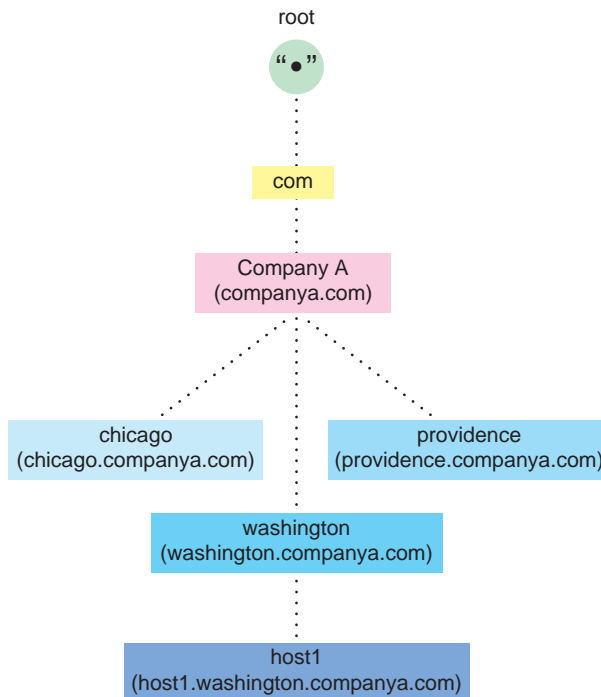 root
“•”
com
Company A
(companya.com)
chicago
(chicago.companya.com)
providence
(providence.companya.com)
washington
(washington.companya.com)
host1
(host1.washington.companya.com)